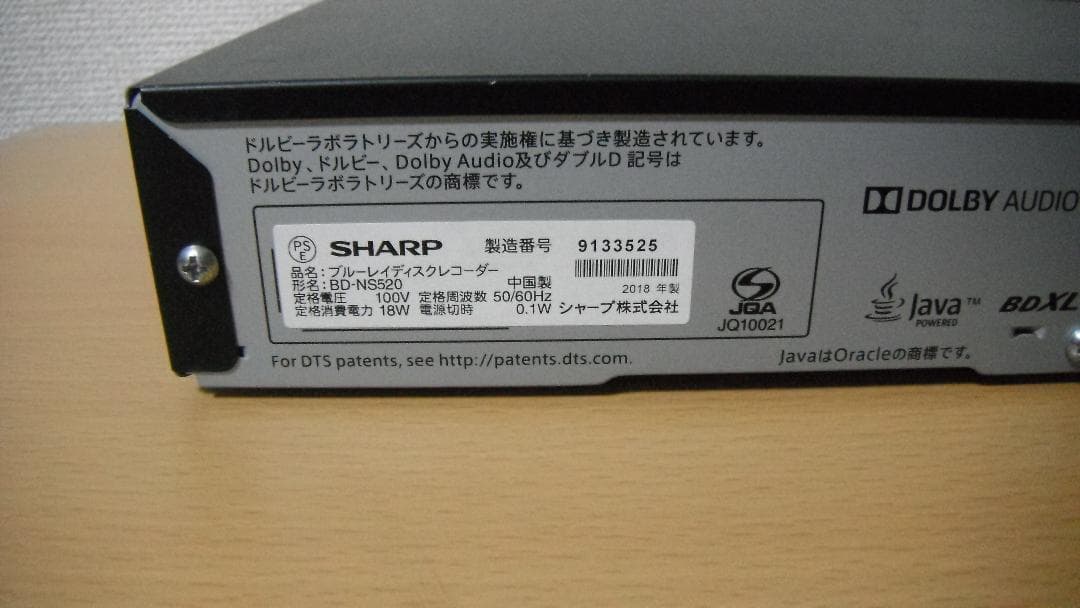 ドルビーラボラトリーズからの実施権に基づき製造されています。
Dolby、ドルビー、Dolby Audio及びダブルD 記号は
ドルビーラボラトリーズの商標です。
DOLBY AUDIO
PSE SHARP 製造番号 9133525
品名：ブルーレイディスクレコーダー
形名：BD-NS520 中国製 2018 年製
定格電圧 100V 定格周波数 50/60Hz
定格消費電力 18W 電源切時 0.1W シャープ株式会社
JQA
JQ10021
Java™
POWERED
BDXL
For DTS patents, see http://patents.dts.com.
JavaはOracleの商標です。